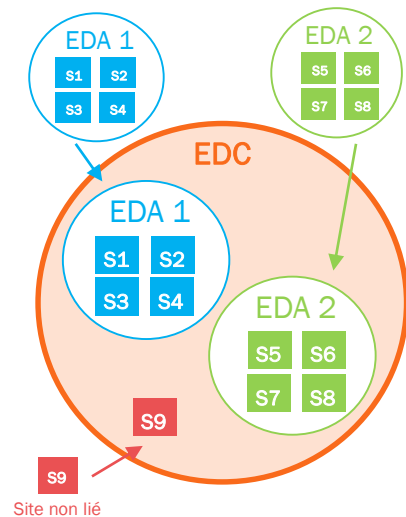 EDA 1
S1 S2
S3 S4
EDA 2
S5 S6
S7 S8
EDC
EDA 1
S1 S2
S3 S4
EDA 2
S5 S6
S7 S8
S9
S9
Site non lié